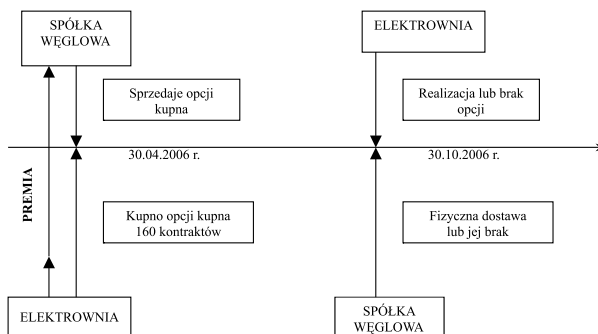 SPÓŁKA
WĘGLOWA
ELEKTROWNIA
Sprzedaje opcji
kupna
Realizacja lub brak
opcji
30.04.2006 r.
30.10.2006 r.
PREMIA
Kupno opcji kupna
160 kontraktów
Fizyczna dostawa
lub jej brak
ELEKTROWNIA
SPÓŁKA
WĘGLOWA